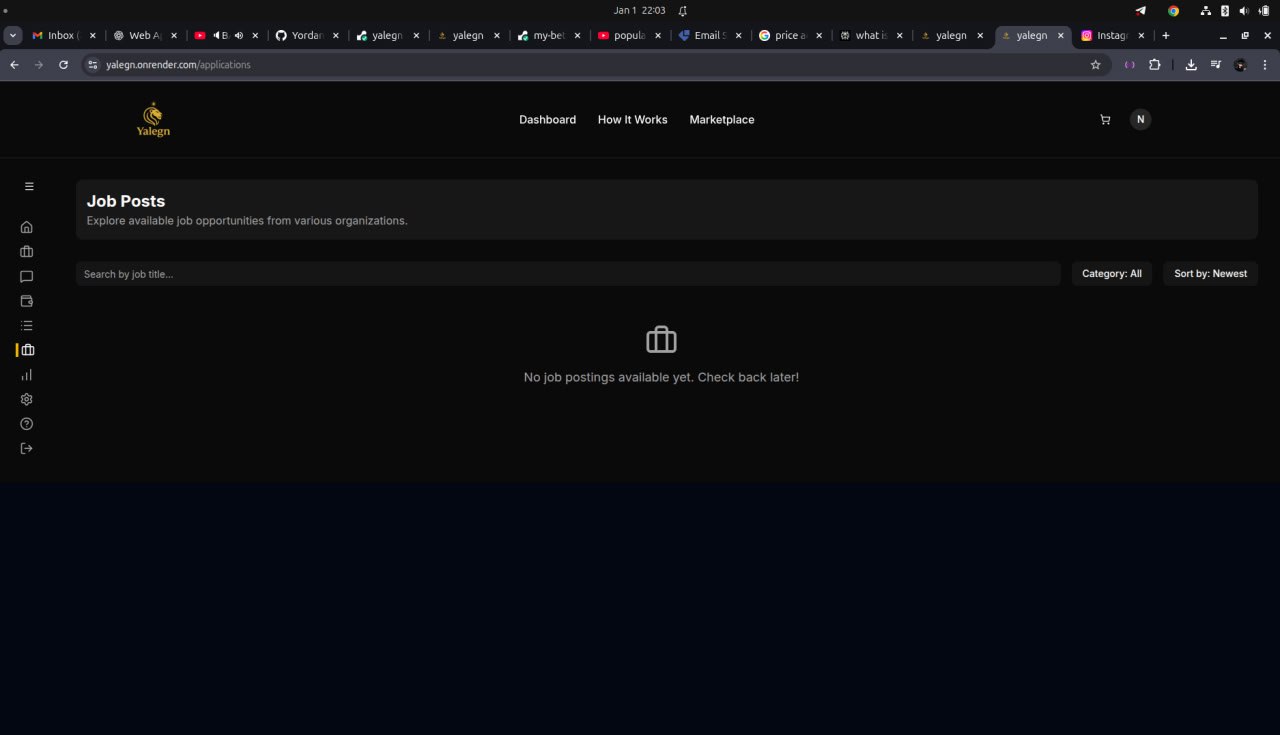 Jan 1 22:03
Inbox (
Web A
B
Yordan
yalegn
yalegn
my-bet
popula
Email S
price a
what is
yalegn
yalegn
Instag
yalegn.onrender.com/applications
Yalegn
Dashboard How It Works Marketplace
N
Job Posts
Explore available job opportunities from various organizations.
Search by job title...
Category: All
Sort by: Newest
No job postings available yet. Check back later!